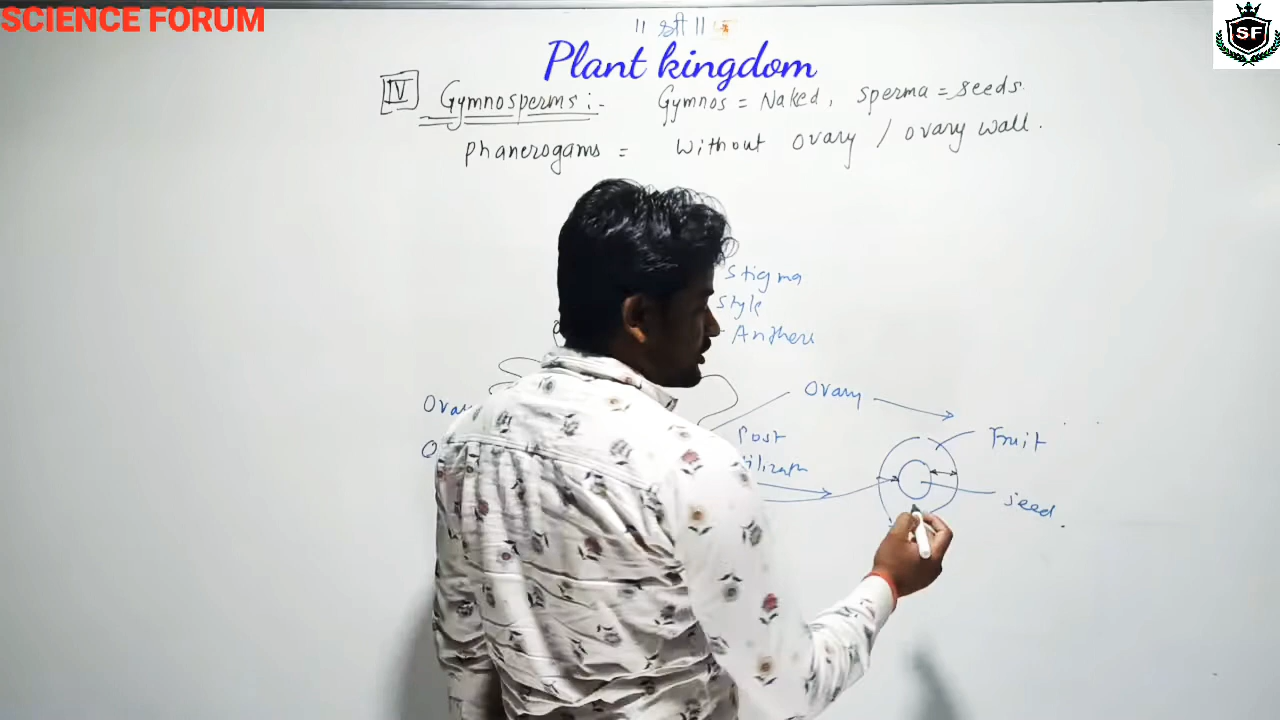 SCIENCE FORUM
SF
|| श्री ||
Plant kingdom
IV Gymnosperms :- Gymnos = Naked, sperma = seeds.
Phanerogams = without ovary / ovary wall.
Stigma
Style
Anthers
Ovary
Post
Fruit
seed.